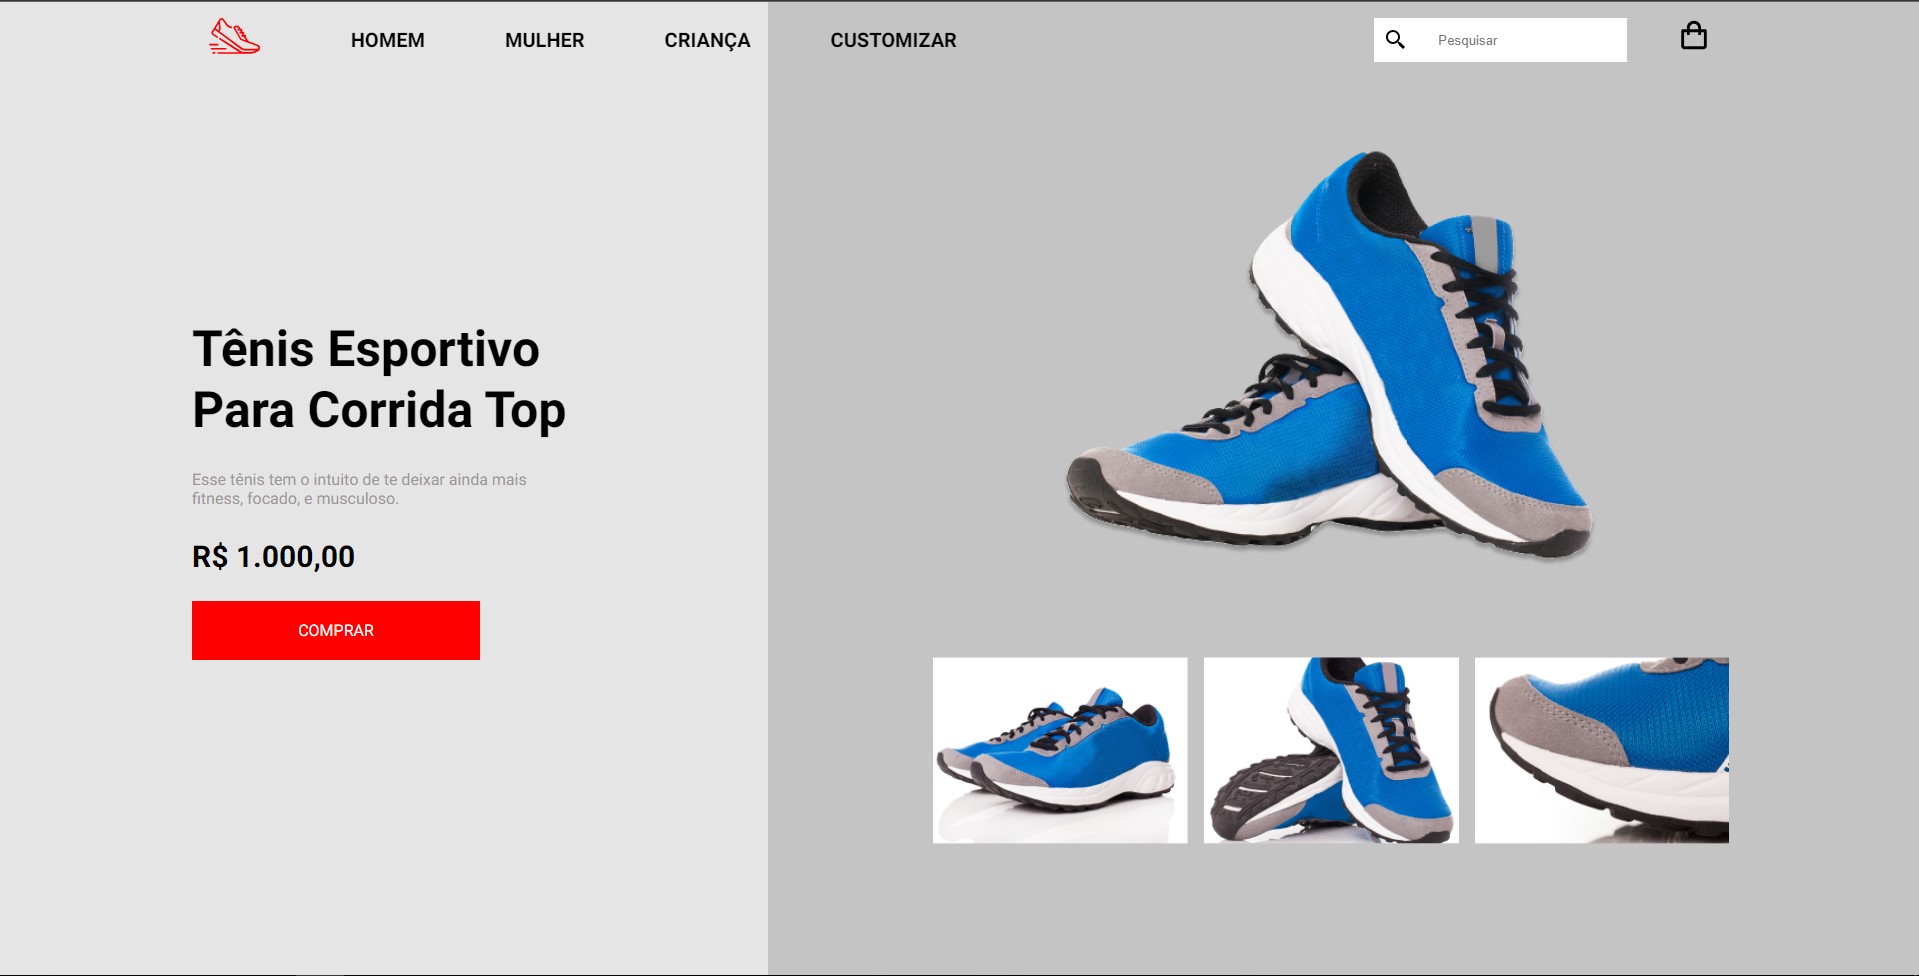 HOMEM
MULHER
CRIANÇA
CUSTOMIZAR
Pesquisar
Tênis Esportivo
Para Corrida Top
Esse tênis tem o intuito de te deixar ainda mais
fitness, focado, e musculoso.
R$ 1.000,00
COMPRAR